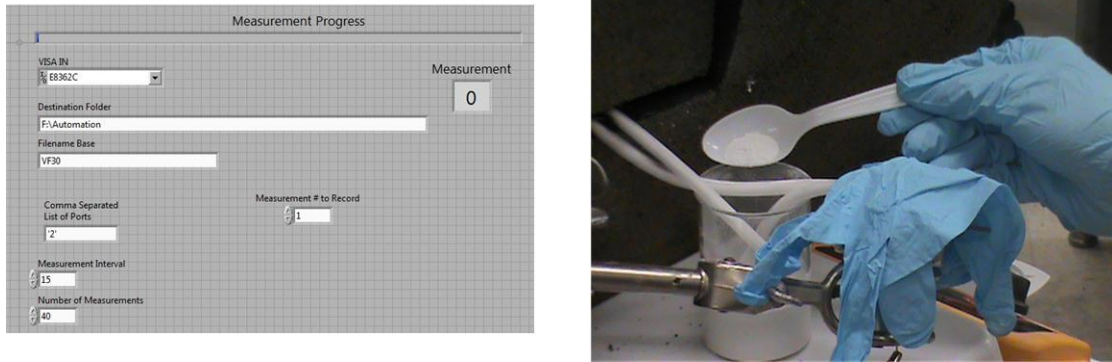 Measurement Progress
VISA IN
E8362C
Measurement
0
Destination Folder
F:\Automation
Filename Base
VF30
Comma Separated
List of Ports
'2'
Measurement # to Record
1
Measurement Interval
15
Number of Measurements
40